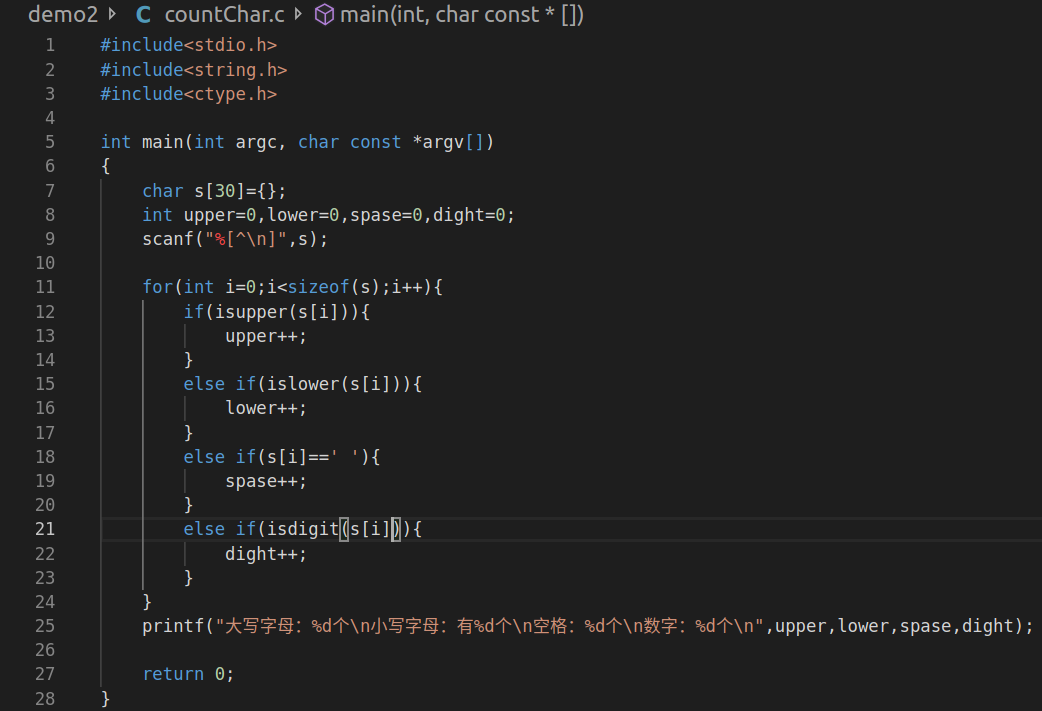 demo2 C countChar.c main(int, char const * [])
1 #include<stdio.h>
2 #include<string.h>
3 #include<ctype.h>
4
5 int main(int argc, char const *argv[])
6 {
7     char s[30]={};
8     int upper=0,lower=0,spase=0,dight=0;
9     scanf("%[^\n]",s);
10
11     for(int i=0;i<sizeof(s);i++){
12         if(isupper(s[i])){
13             upper++;
14         }
15         else if(islower(s[i])){
16             lower++;
17         }
18         else if(s[i]==' '){
19             spase++;
20         }
21         else if(isdigit(s[i])){
22             dight++;
23         }
24     }
25     printf("大写字母：%d个\n小写字母：有%d个\n空格：%d个\n数字：%d个\n",upper,lower,spase,dight);
26
27     return 0;
28 }